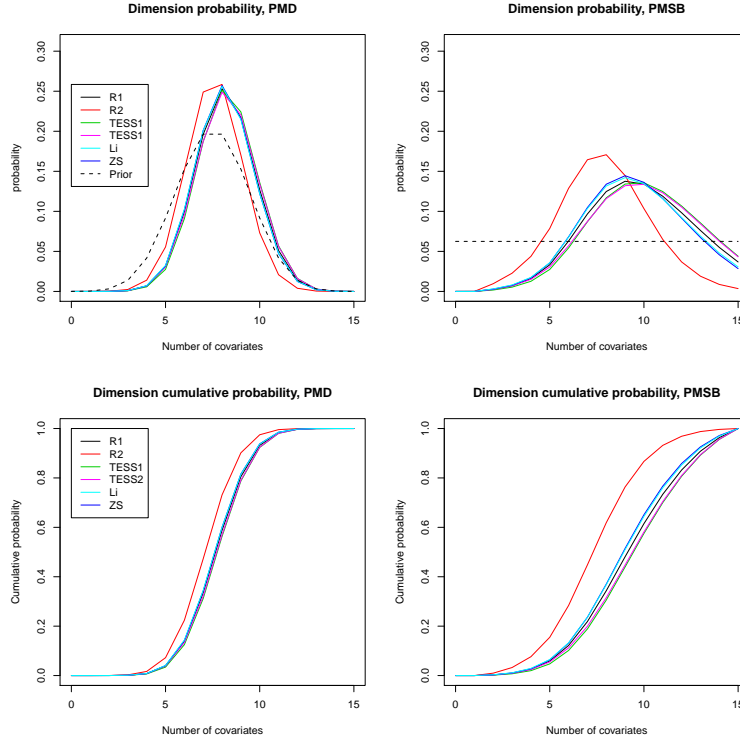 Dimension probability, PMD
probability
0.00 0.05 0.10 0.15 0.20 0.25 0.30
R1
R2
TESS1
TESS1
Li
ZS
Prior
0 5 10 15
Number of covariates
Dimension probability, PMSB
probability
0.00 0.05 0.10 0.15 0.20 0.25 0.30
0 5 10 15
Number of covariates
Dimension cumulative probability, PMD
Cumulative probability
0.0 0.2 0.4 0.6 0.8 1.0
R1
R2
TESS1
TESS2
Li
ZS
0 5 10 15
Number of covariates
Dimension cumulative probability, PMSB
Cumulative probability
0.0 0.2 0.4 0.6 0.8 1.0
0 5 10 15
Number of covariates